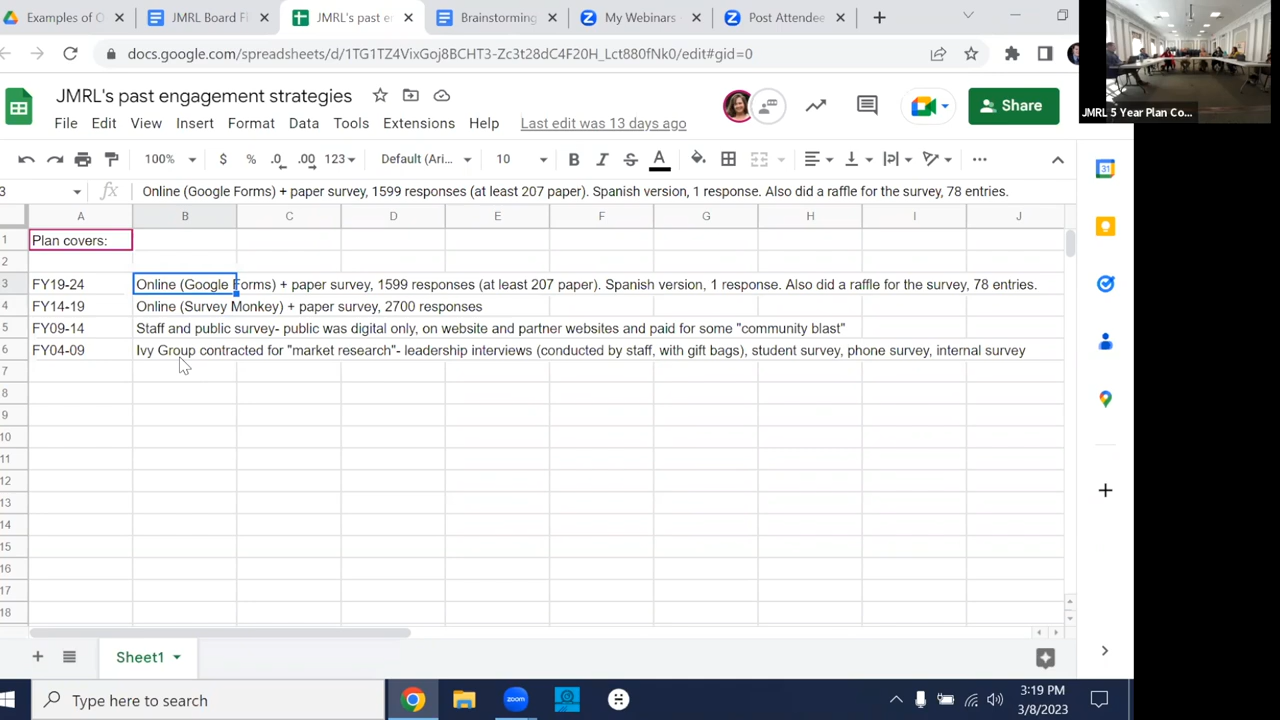 Examples of O
JMRL Board F
JMRL's past en
Brainstorming
My Webinars -
Post Attendee
docs.google.com/spreadsheets/d/1TG1TZ4VixGoj8BCHT3-Zc3t28dC4F20H_Lct880fNk0/edit#gid=0
JMRL 5 Year Plan Co...
JMRL's past engagement strategies
Share
File Edit View Insert Format Data Tools Extensions Help Last edit was 13 days ago
100% $ % .0 .00 123 Default (Ari... 10 B I S A
3 fx Online (Google Forms) + paper survey, 1599 responses (at least 207 paper). Spanish version, 1 response. Also did a raffle for the survey, 78 entries.
A B C D E F G H I J
1 Plan covers:
2
3 FY19-24 Online (Google Forms) + paper survey, 1599 responses (at least 207 paper). Spanish version, 1 response. Also did a raffle for the survey, 78 entries.
4 FY14-19 Online (Survey Monkey) + paper survey, 2700 responses
5 FY09-14 Staff and public survey- public was digital only, on website and partner websites and paid for some "community blast"
6 FY04-09 Ivy Group contracted for "market research"- leadership interviews (conducted by staff, with gift bags), student survey, phone survey, internal survey
7
8
9
10
11
12
13
14
15
16
17
18
Sheet1
Type here to search
zoom
3:19 PM
3/8/2023